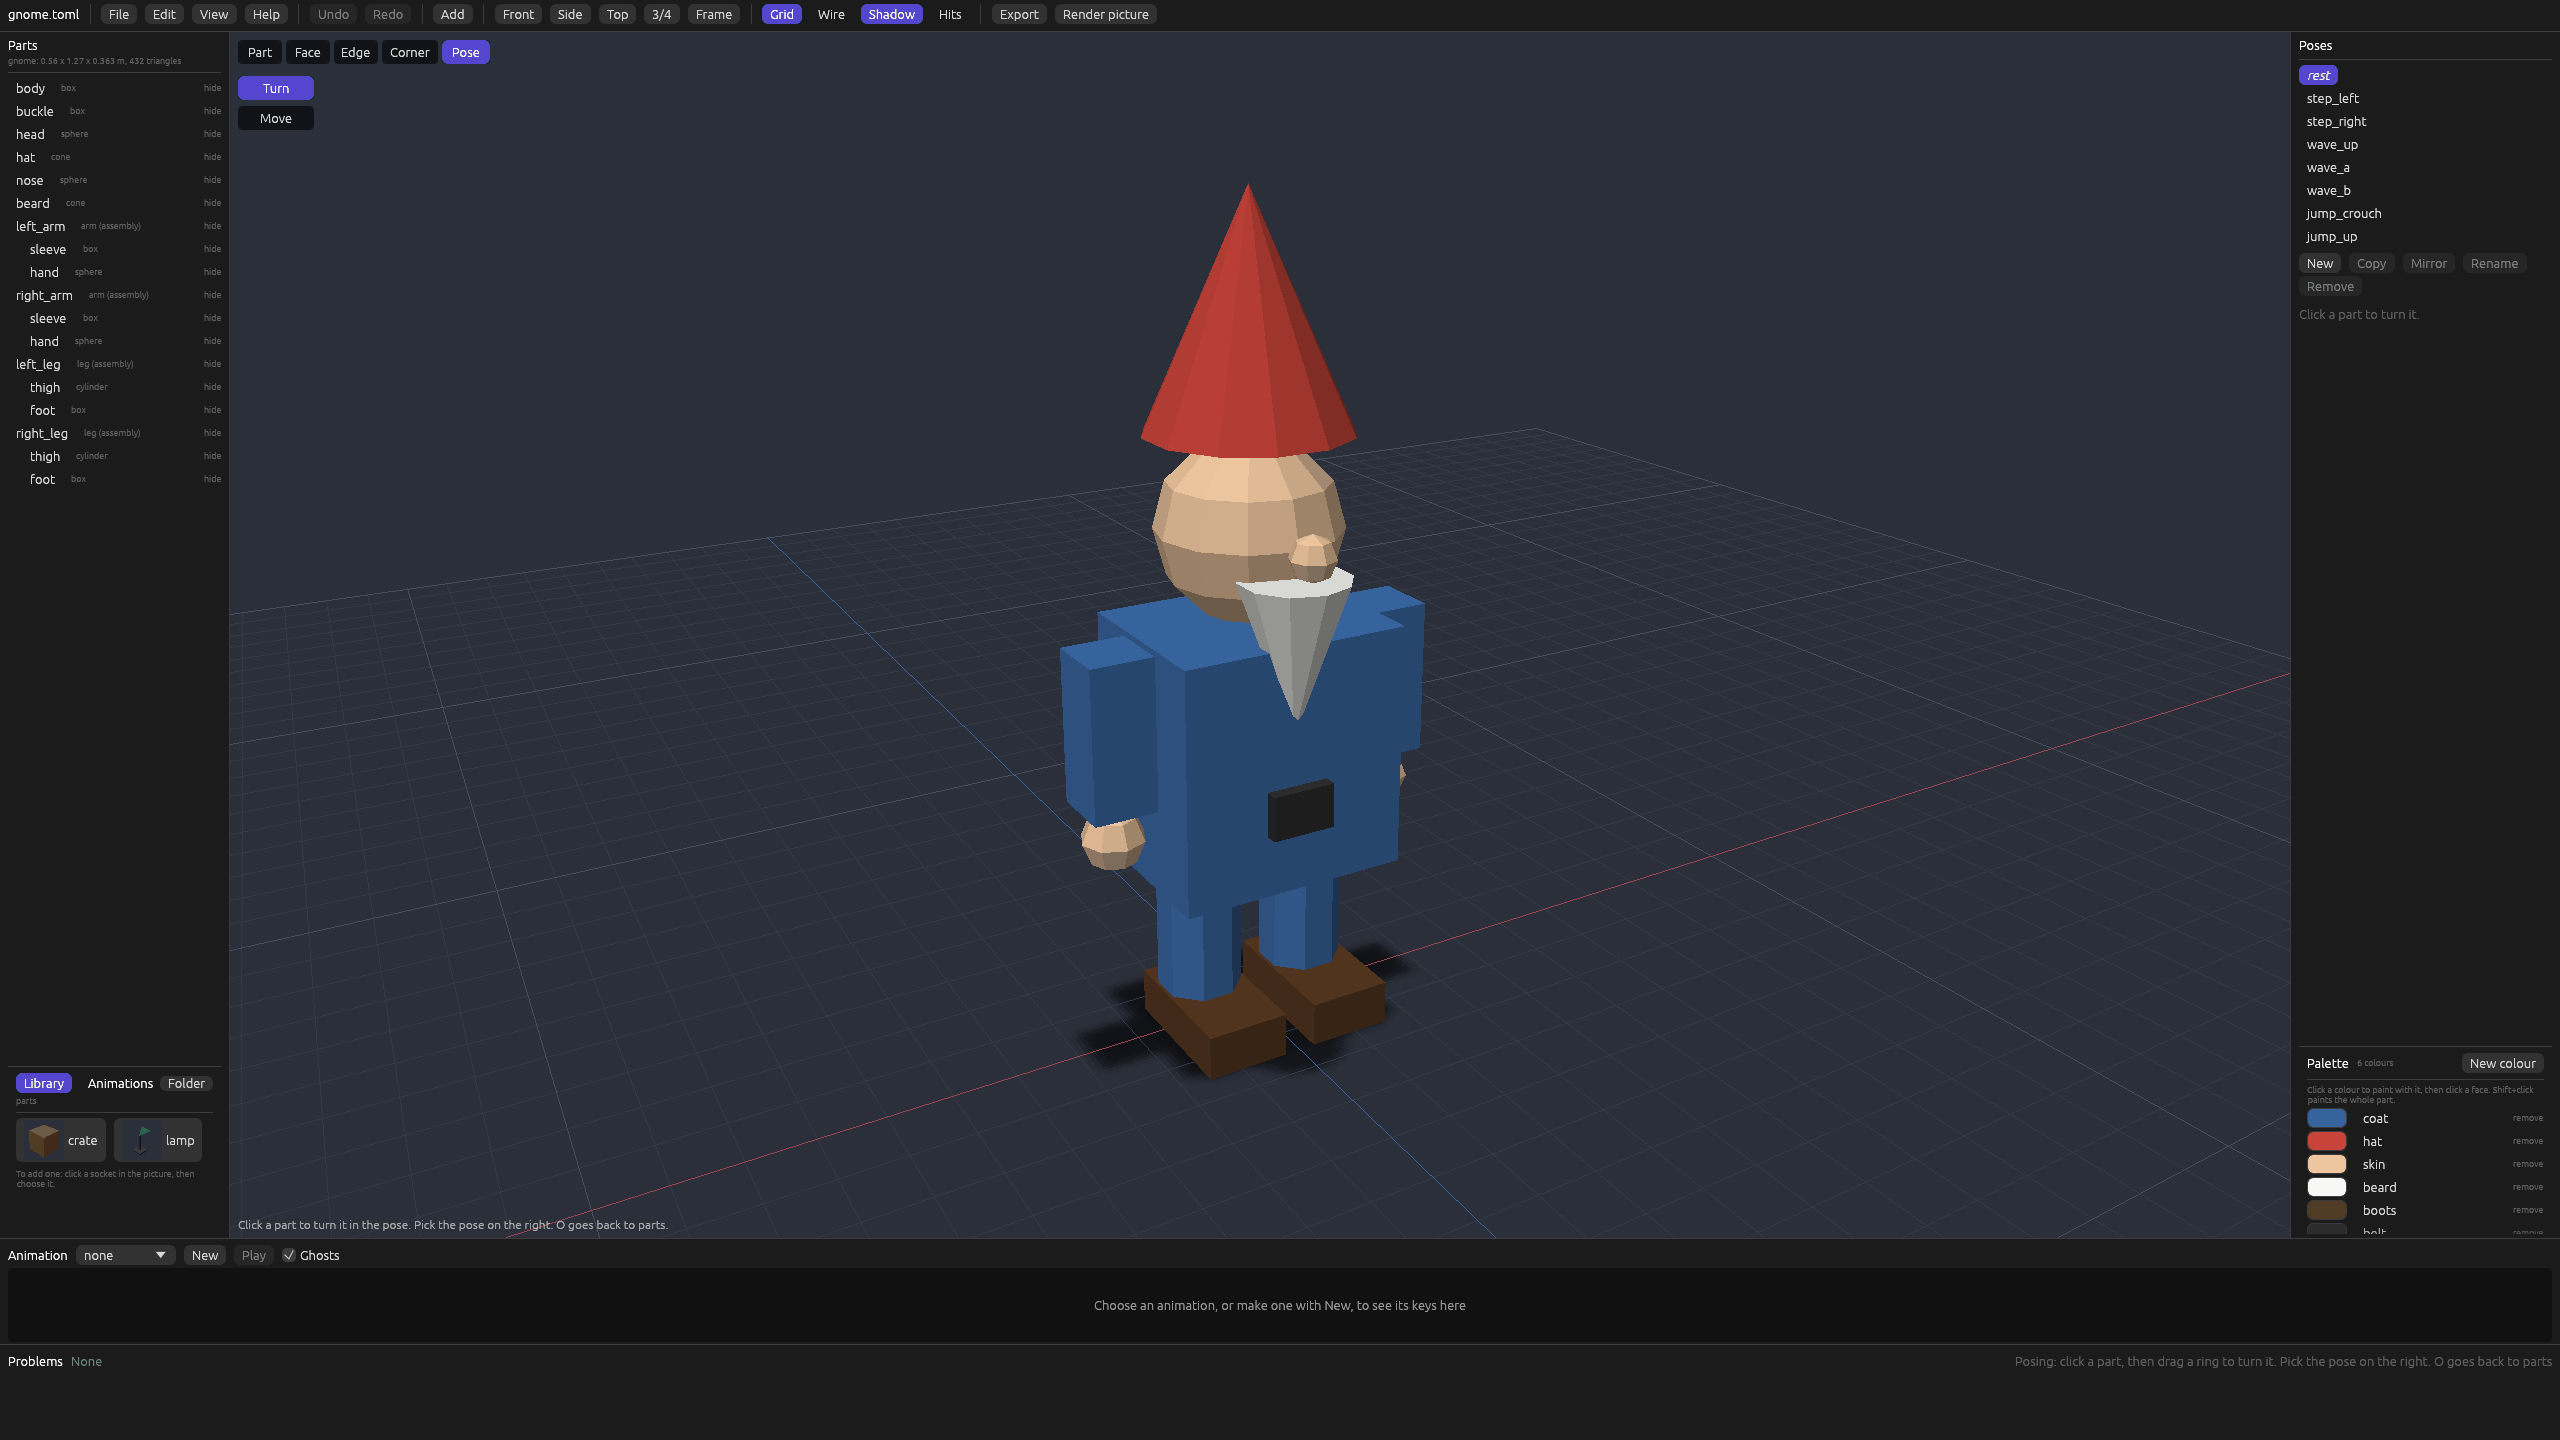 gnome.toml File Edit View Help Undo Redo Add Front Side Top 3/4 Frame Grid Wire Shadow Hits Export Render picture
Parts
gnome: 0.56 x 1.27 x 0.363 m, 432 triangles
body box hide
buckle box hide
head sphere hide
hat cone hide
nose sphere hide
beard cone hide
left_arm arm (assembly) hide
sleeve box hide
hand sphere hide
right_arm arm (assembly) hide
sleeve box hide
hand sphere hide
left_leg leg (assembly) hide
thigh cylinder hide
foot box hide
right_leg leg (assembly) hide
thigh cylinder hide
foot box hide
Library Animations Folder
parts
crate lamp
To add one: click a socket in the picture, then
choose it.
Part Face Edge Corner Pose
Turn
Move
Click a part to turn it in the pose. Pick the pose on the right. O goes back to parts.
Poses
rest
step_left
step_right
wave_up
wave_a
wave_b
jump_crouch
jump_up
New Copy Mirror Rename
Remove
Click a part to turn it.
Palette 6 colours New colour
Click a colour to paint with it, then click a face. Shift+click
paints the whole part.
coat remove
hat remove
skin remove
beard remove
boots remove
belt remove
Animation none New Play Ghosts
Choose an animation, or make one with New, to see its keys here
Problems None
Posing: click a part, then drag a ring to turn it. Pick the pose on the right. O goes back to parts